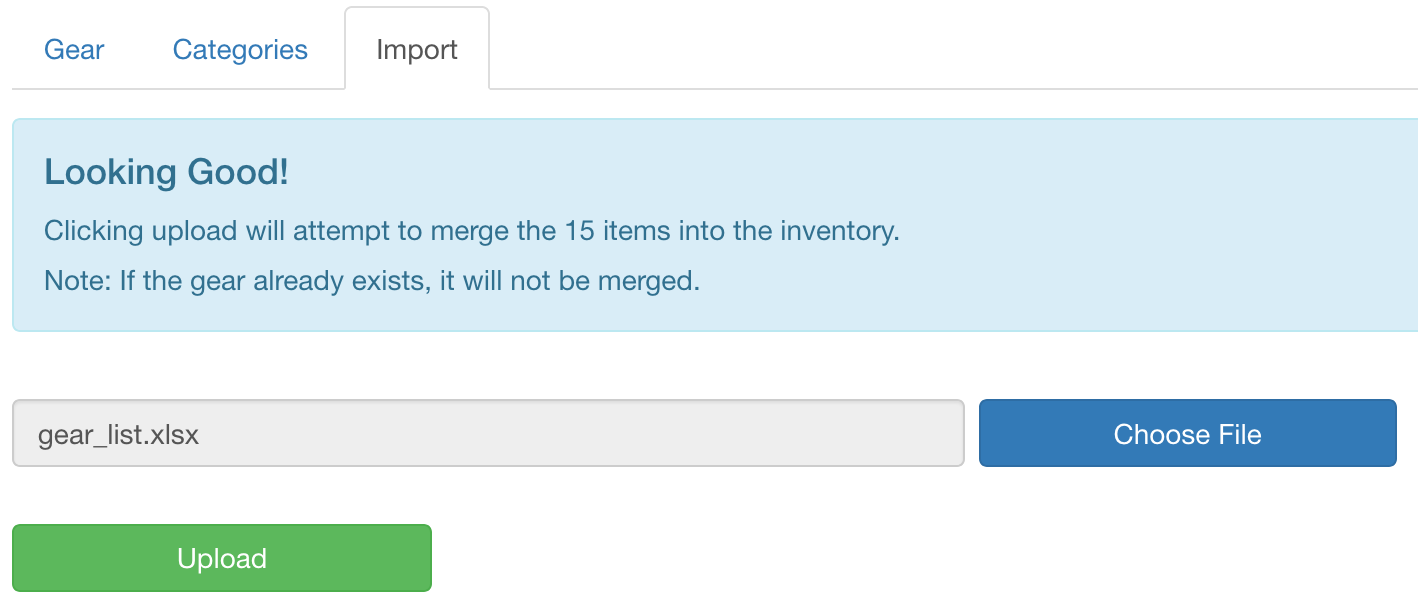 Gear Categories Import
Looking Good!
Clicking upload will attempt to merge the 15 items into the inventory.
Note: If the gear already exists, it will not be merged.
gear_list.xlsx Choose File
Upload